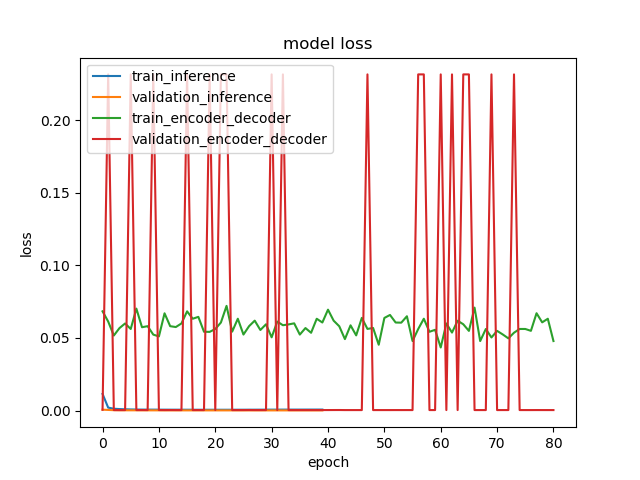 model loss
train_inference
validation_inference
train_encoder_decoder
validation_encoder_decoder
loss
0.20
0.15
0.10
0.05
0.00
0 10 20 30 40 50 60 70 80
epoch